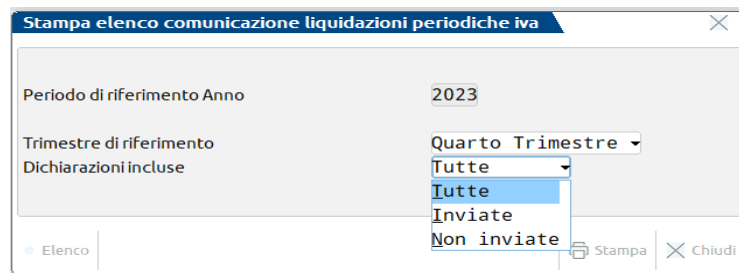 Stampa elenco comunicazione liquidazioni periodiche iva
Periodo di riferimento Anno 2023
Trimestre di riferimento Quarto Trimestre
Dichiarazioni incluse Tutte
Tutte
Inviate
Non inviate
Elenco Stampa Chiudi